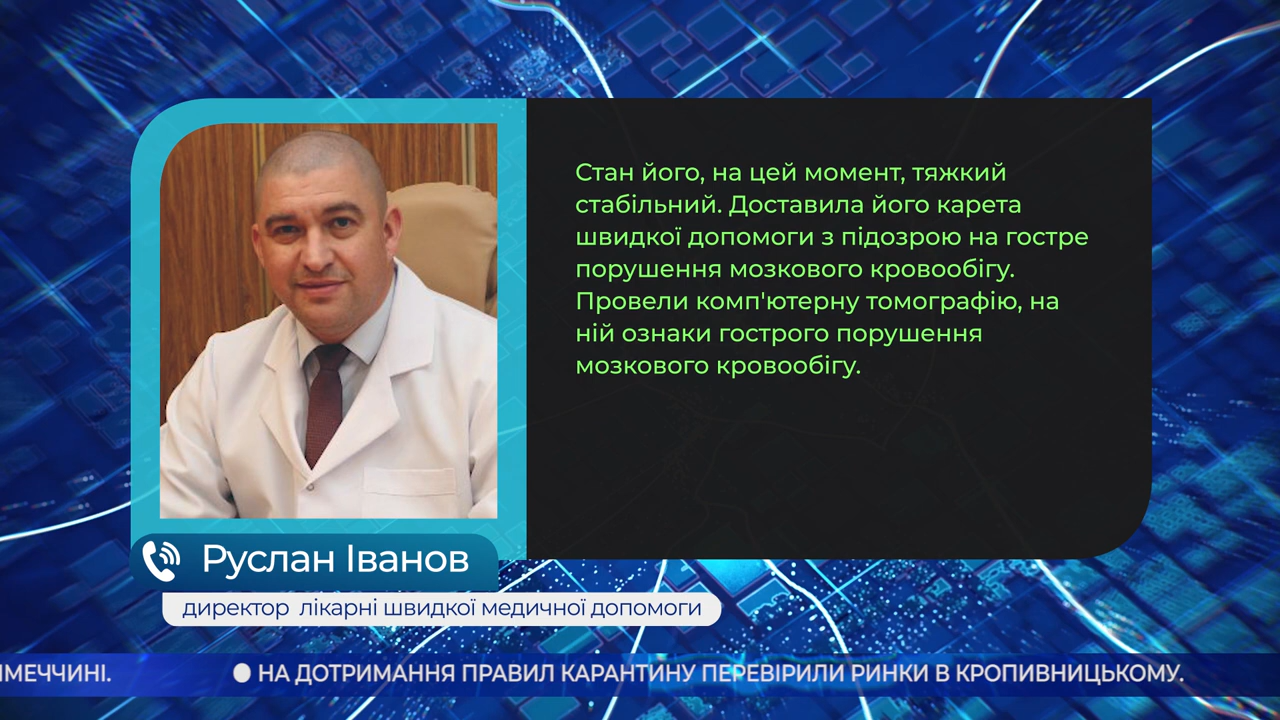 Стан його, на цей момент, тяжкий
стабільний. Доставила його карета
швидкої допомоги з підозрою на гостре
порушення мозкового кровообігу.
Провели комп'ютерну томографію, на
ній ознаки гострого порушення
мозкового кровообігу.
Руслан Іванов
директор лікарні швидкої медичної допомоги
НА ДОТРИМАННЯ ПРАВИЛ КАРАНТИНУ ПЕРЕВІРИЛИ РИНКИ В КРОПИВНИЦЬКОМУ.